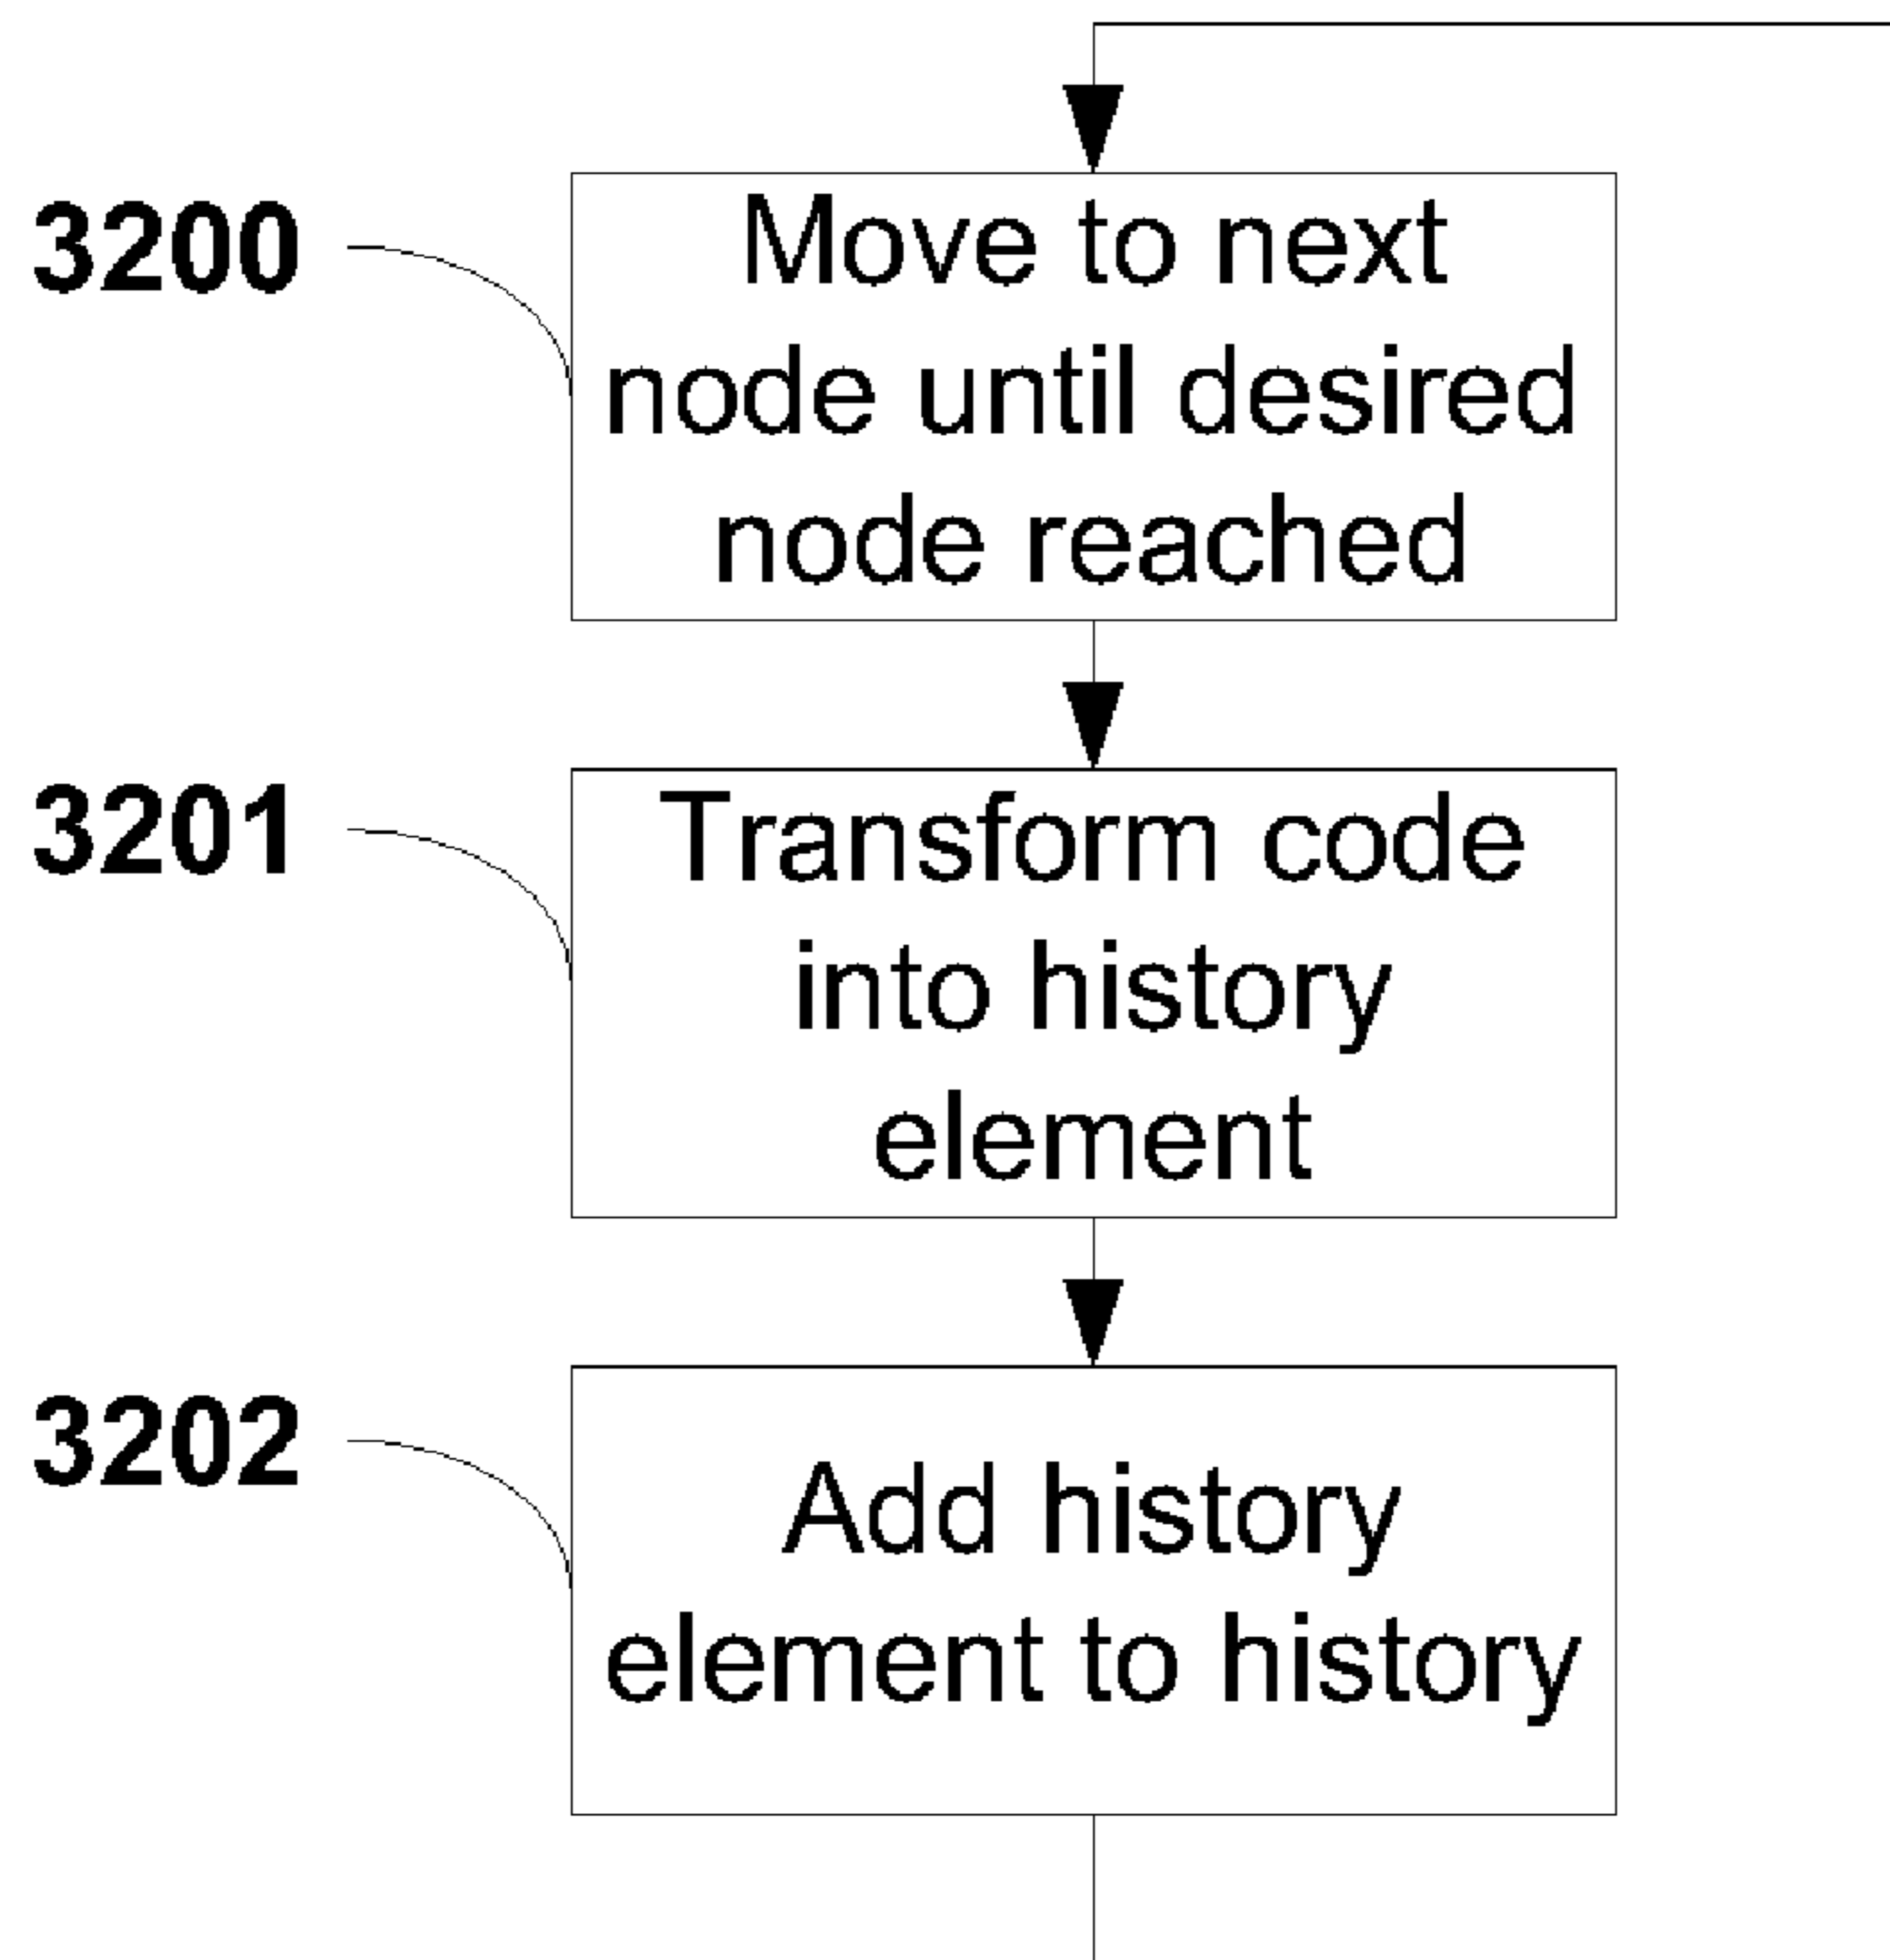 3200
Move to next
node until desired
node reached
3201
Transform code
into history
element
3202
Add history
element to history